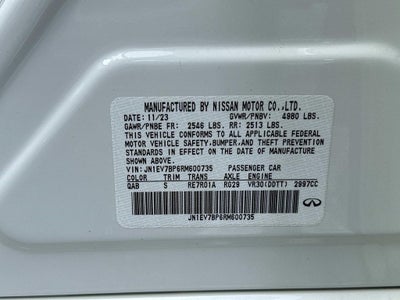 MANUFACTURED BY NISSAN MOTOR CO.,LTD.
DATE: 11/23 GVWR/PNBV: 4980 LBS.
GAWR/PNBE FR: 2546 LBS. RR: 2513 LBS.
THIS VEHICLE CONFORMS TO ALL APPLICABLE FEDERAL
MOTOR VEHICLE SAFETY,BUMPER,AND THEFT PREVENTION
STANDARDS IN EFFECT ON THE DATE OF
MANUFACTURE SHOWN ABOVE.
VIN: JN1EV7BP6RM600735 PASSENGER CAR
COLOR TRIM TRANS AXLE ENGINE
QAB S RE7R01A RG29 VR30(DDTT) 2997CC
JN1EV7BP6RM600735
INFINITI